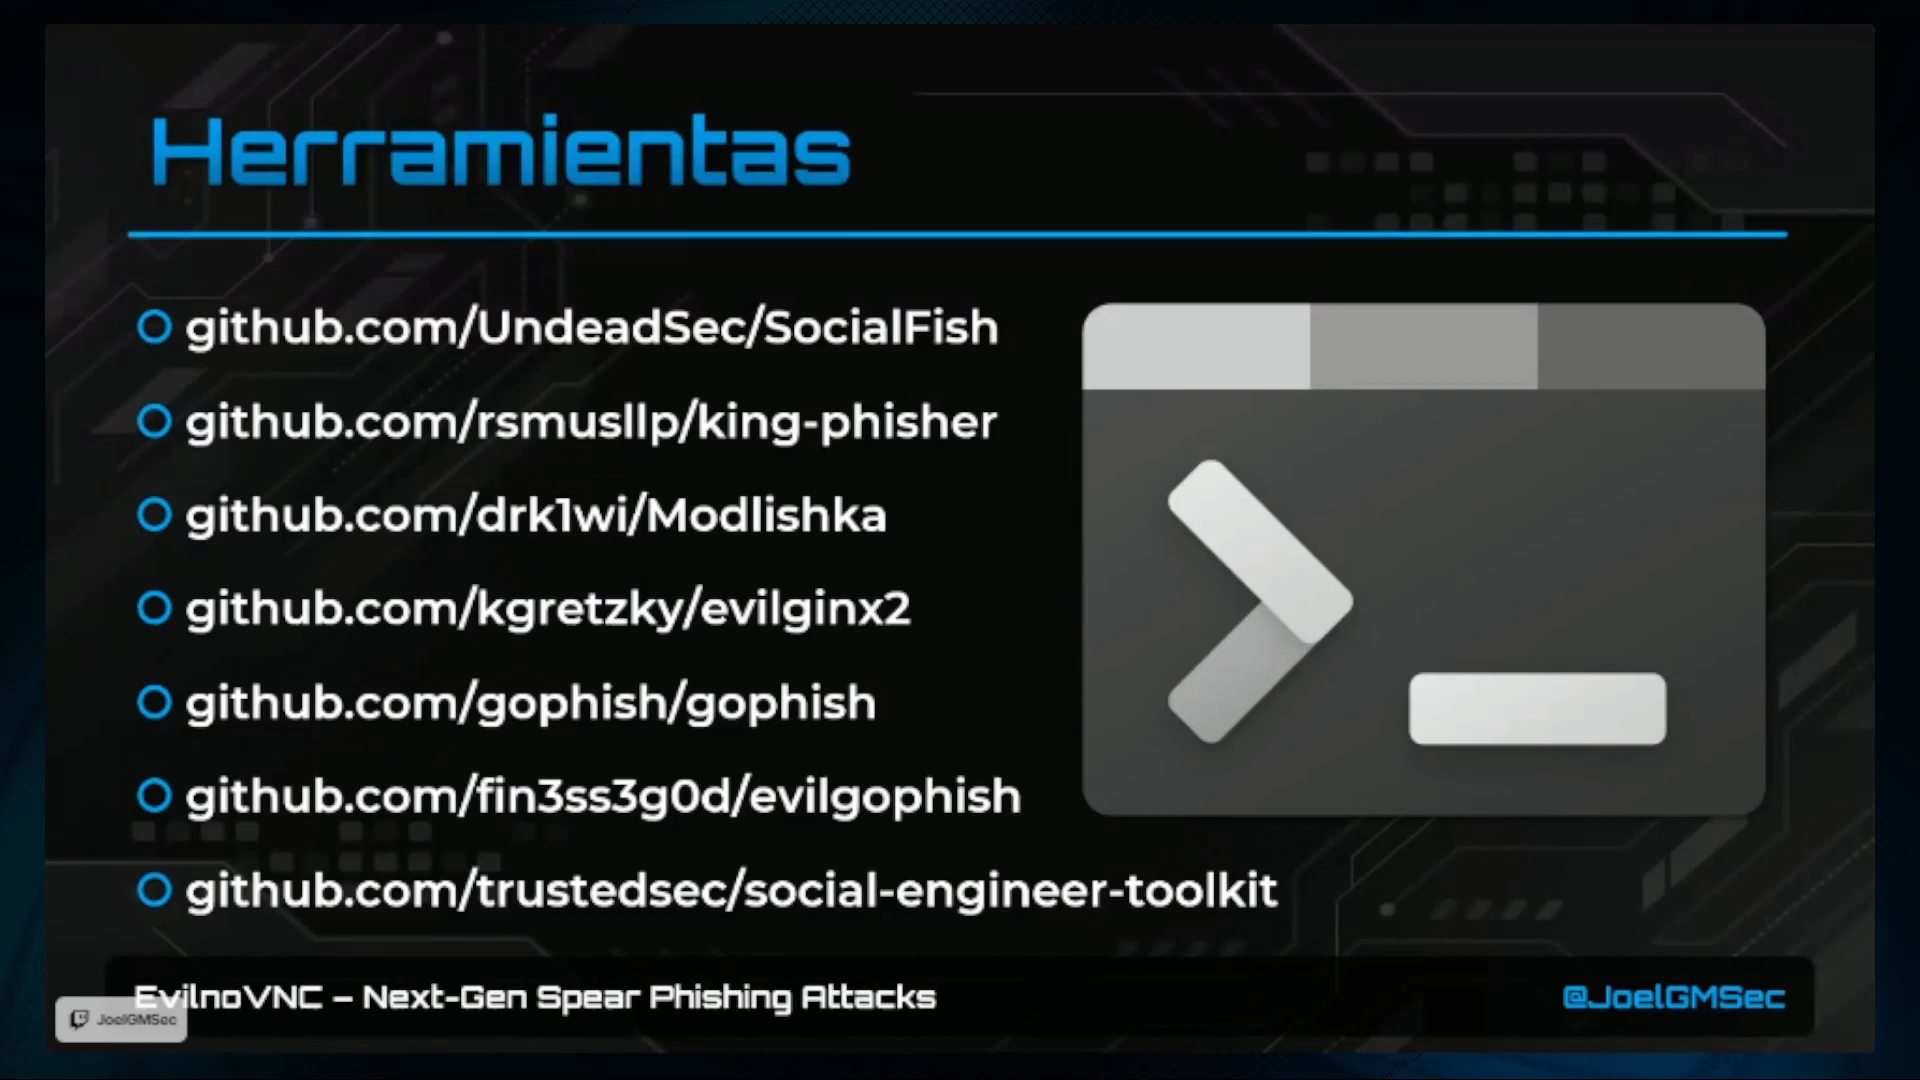 Herramientas
github.com/UndeadSec/SocialFish
github.com/rsmusllp/king-phisher
github.com/drk1wi/Modlishka
github.com/kgretzky/evilginx2
github.com/gophish/gophish
github.com/fin3ss3g0d/evilgophish
github.com/trustedsec/social-engineer-toolkit
EvilnoVNC – Next-Gen Spear Phishing Attacks
@JoelGMSec
JoelGMSec